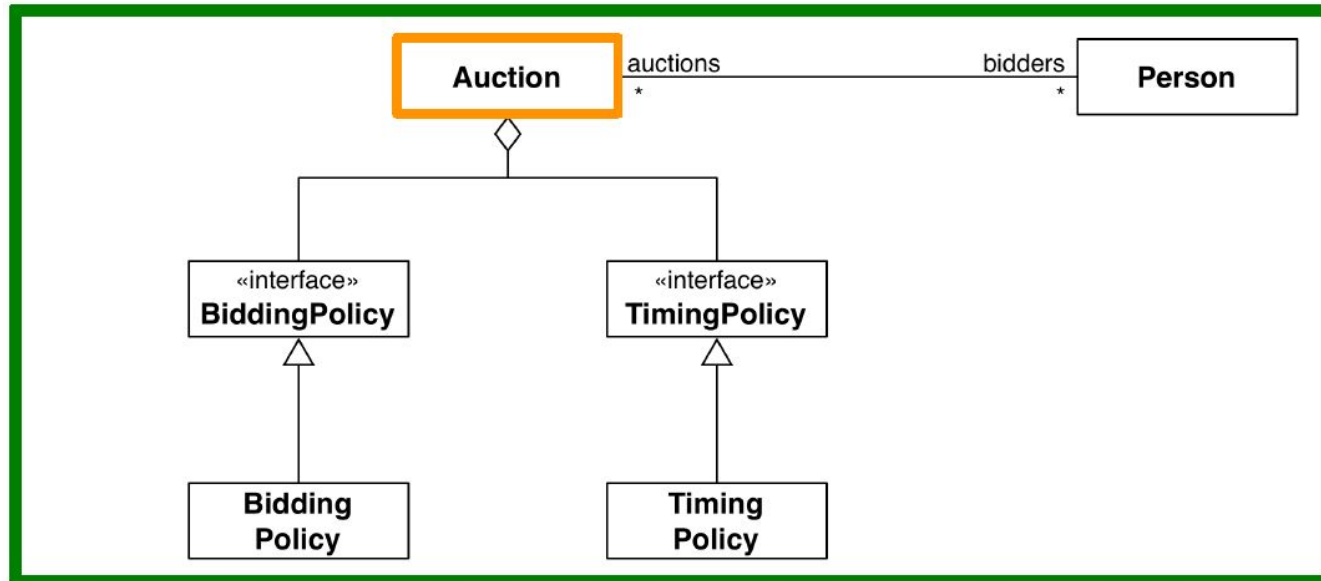 Auction
auctions
bidders
Person
*
*
«interface»
BiddingPolicy
«interface»
TimingPolicy
Bidding
Policy
Timing
Policy